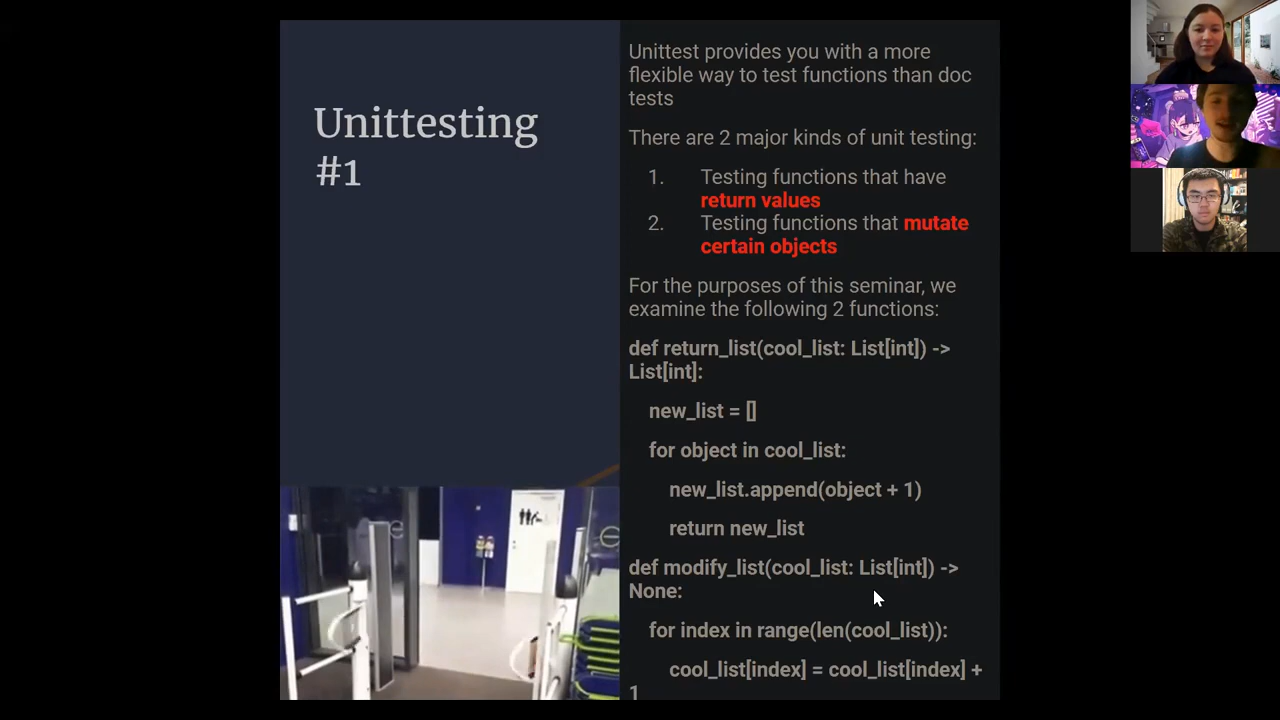 Unittesting
#1
Unittest provides you with a more
flexible way to test functions than doc
tests
There are 2 major kinds of unit testing:
1. Testing functions that have
return values
2. Testing functions that mutate
certain objects
For the purposes of this seminar, we
examine the following 2 functions:
def return_list(cool_list: List[int]) ->
List[int]:
new_list = []
for object in cool_list:
new_list.append(object + 1)
return new_list
def modify_list(cool_list: List[int]) ->
None:
for index in range(len(cool_list)):
cool_list[index] = cool_list[index] +
1